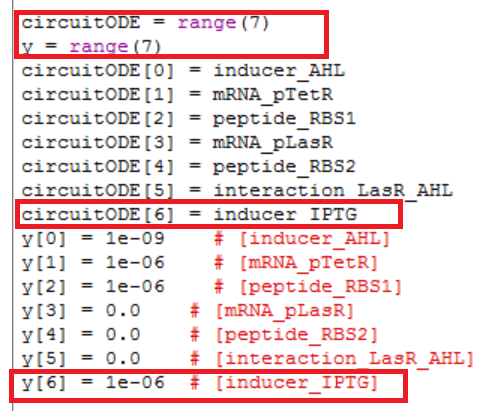 circuitODE = range(7)
y = range(7)
circuitODE[0] = inducer_AHL
circuitODE[1] = mRNA_pTetR
circuitODE[2] = peptide_RBS1
circuitODE[3] = mRNA_pLasR
circuitODE[4] = peptide_RBS2
circuitODE[5] = interaction_LasR_AHL
circuitODE[6] = inducer_IPTG
y[0] = 1e-09    # [inducer_AHL]
y[1] = 1e-06    # [mRNA_pTetR]
y[2] = 1e-06    # [peptide_RBS1]
y[3] = 0.0    # [mRNA_pLasR]
y[4] = 0.0    # [peptide_RBS2]
y[5] = 0.0    # [interaction_LasR_AHL]
y[6] = 1e-06  # [inducer_IPTG]